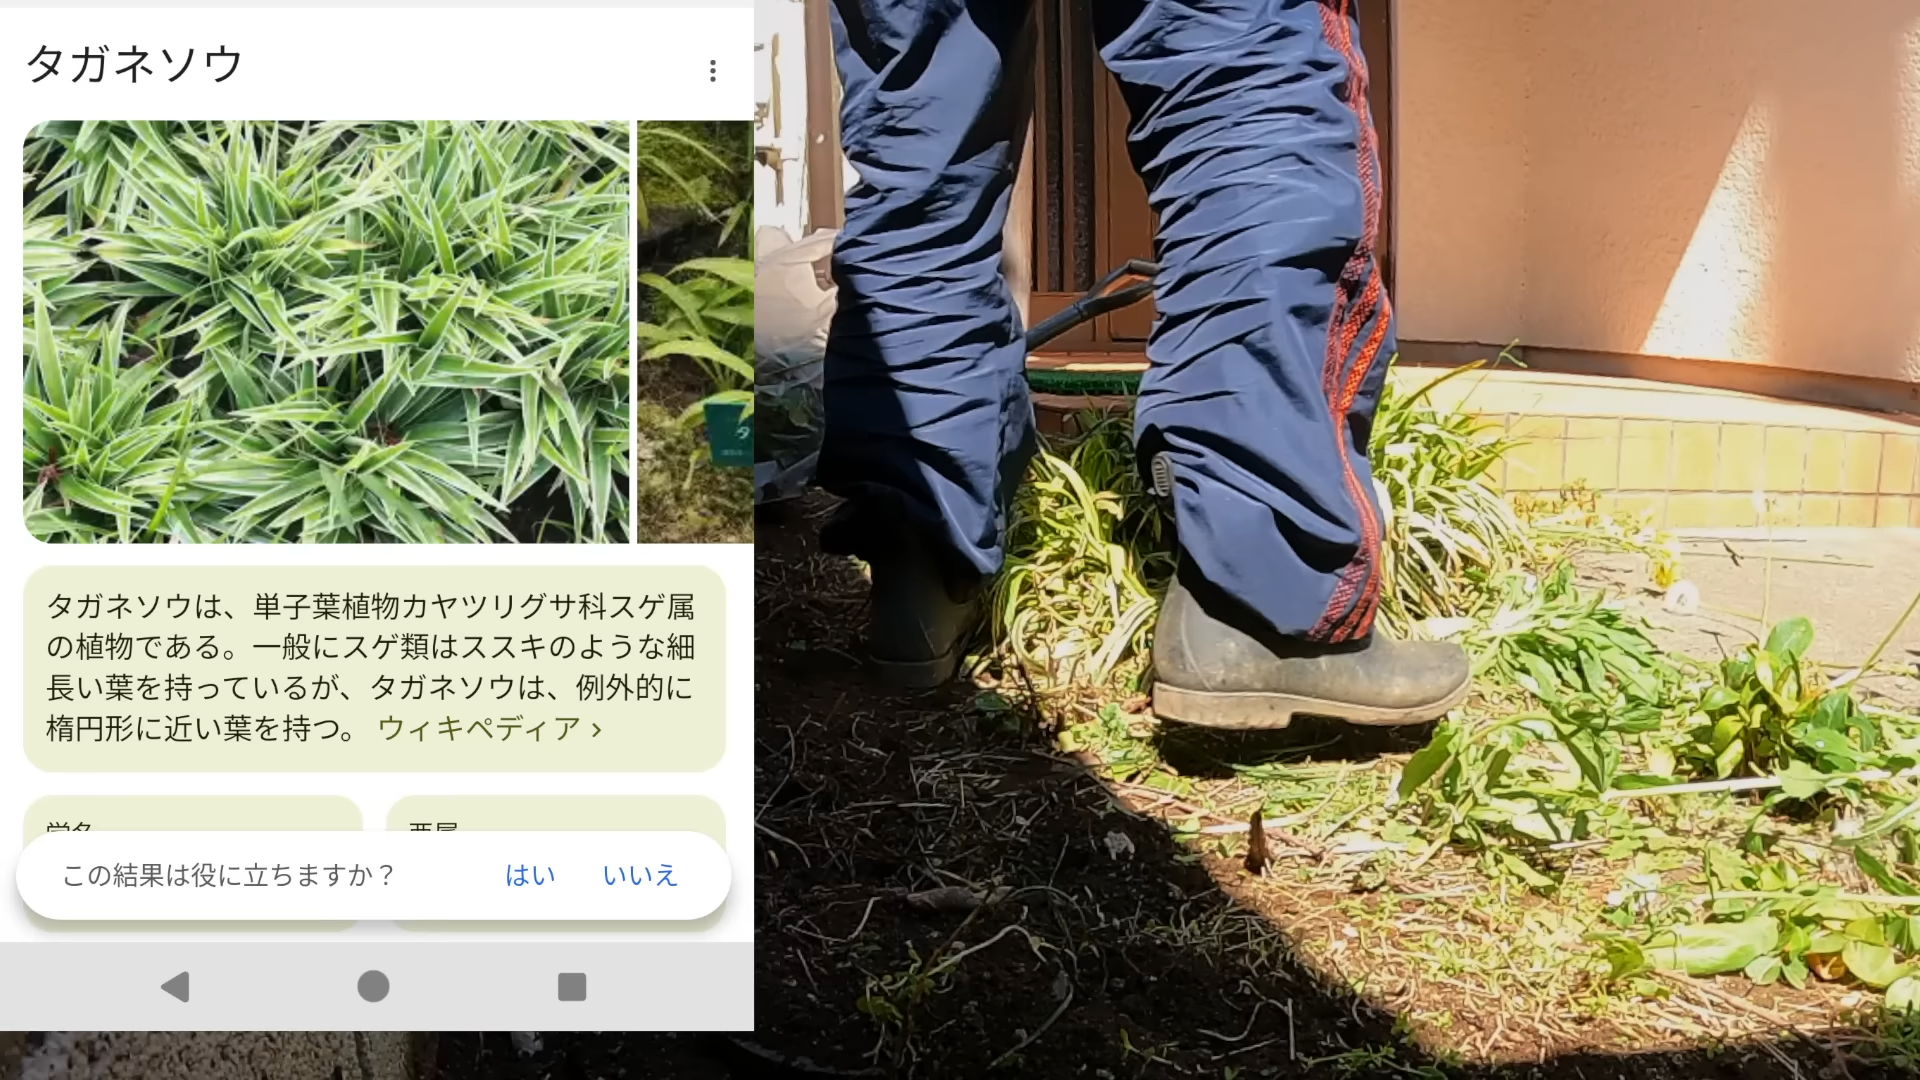 タガネソウ
タガネソウは、単子葉植物カヤツリグサ科スゲ属
の植物である。一般にスゲ類はススキのような細
長い葉を持っているが、タガネソウは、例外的に
楕円形に近い葉を持つ。 ウィキペディア >
この結果は役に立ちますか？ はい いいえ